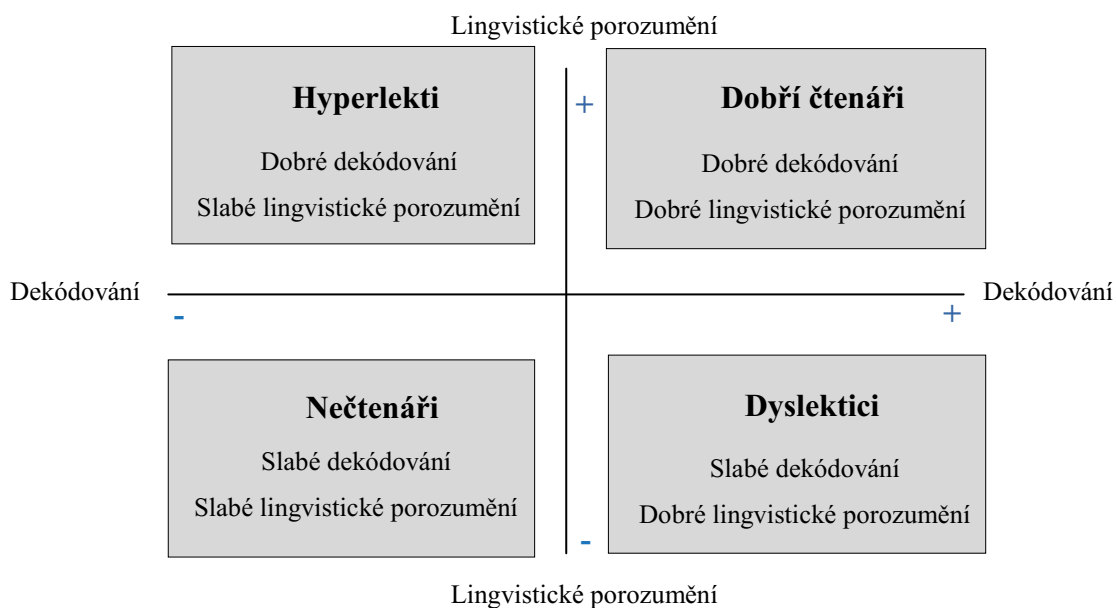 Lingvistické porozumění
Hyperlekti
Dobré dekódování
Slabé lingvistické porozumění
+
Dobří čtenáři
Dobré dekódování
Dobré lingvistické porozumění
Dekódování
-
Dekódování
+
Nečtenáři
Slabé dekódování
Slabé lingvistické porozumění
Dyslektici
Slabé dekódování
Dobré lingvistické porozumění
-
Lingvistické porozumění